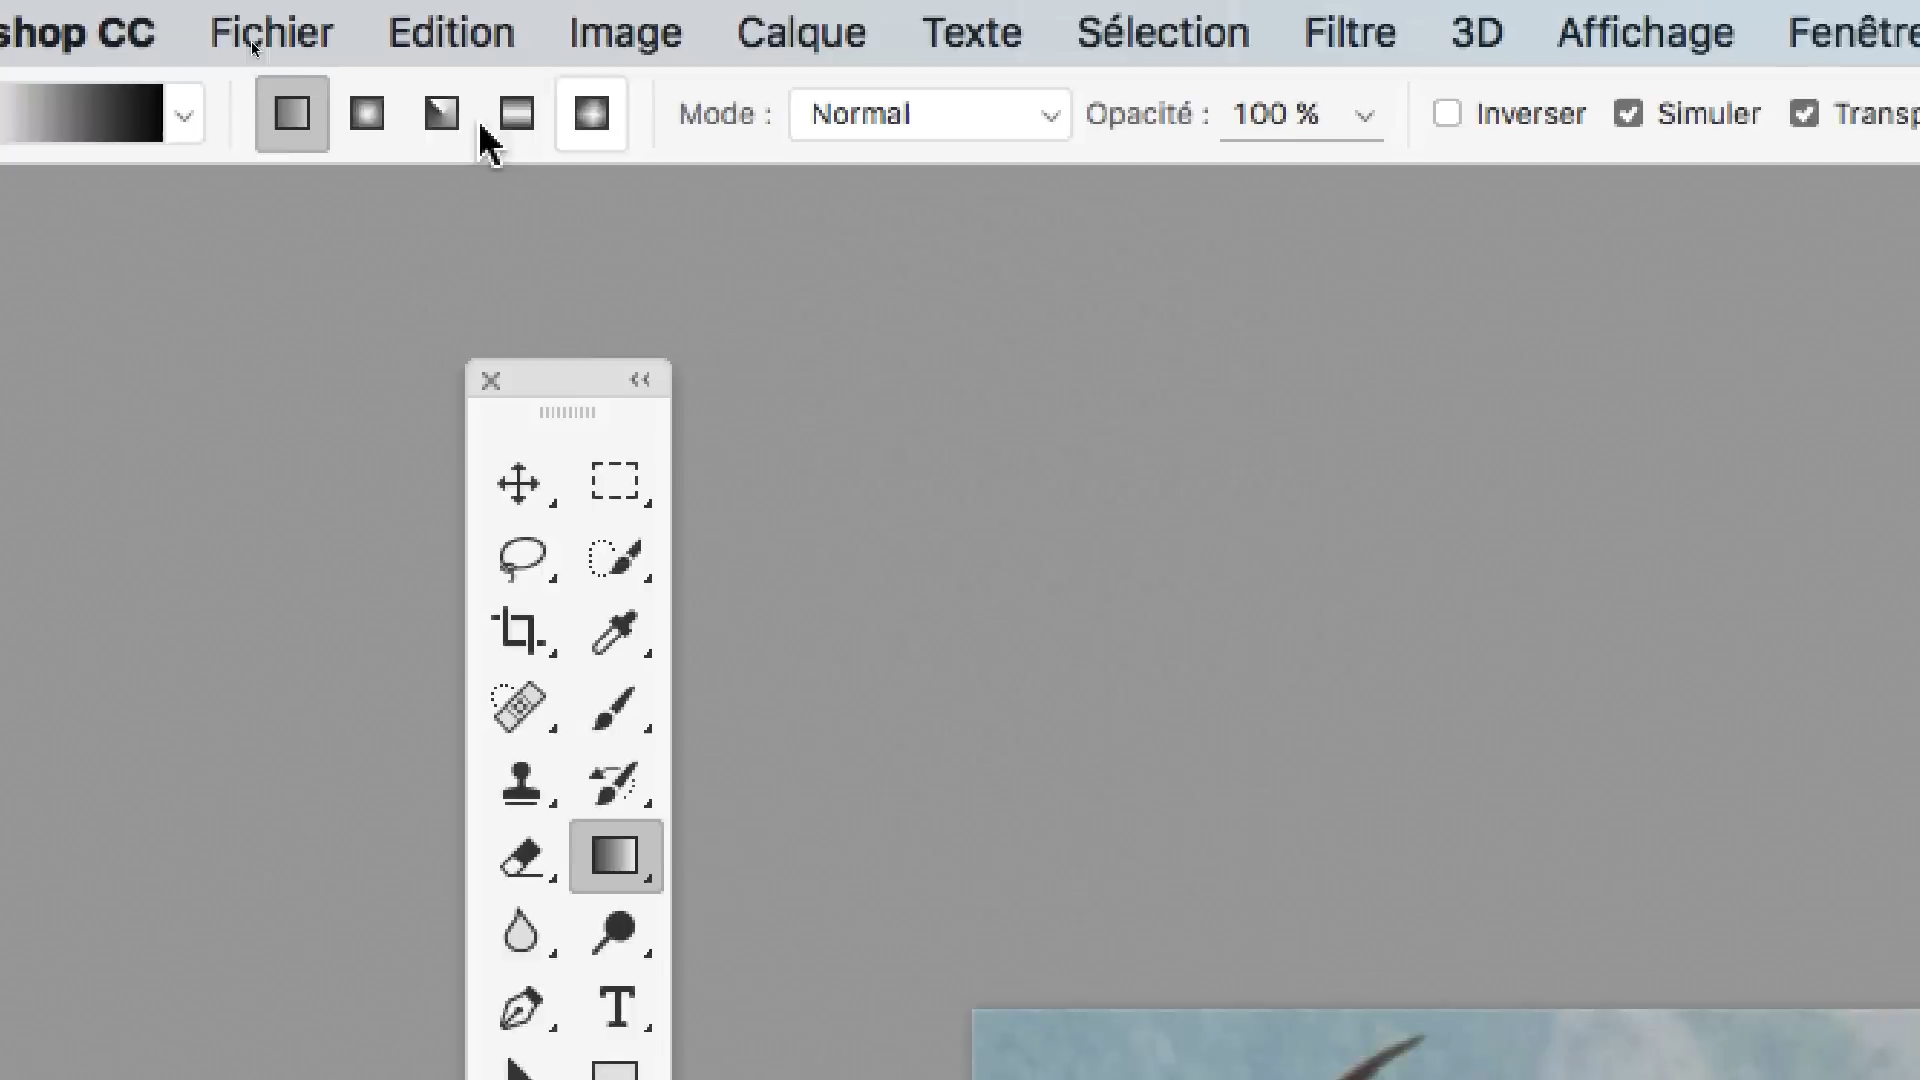 shop CC Fichier Edition Image Calque Texte Sélection Filtre 3D Affichage Fenêtre
Mode : Normal Opacité : 100 % Inverser Simuler Transp